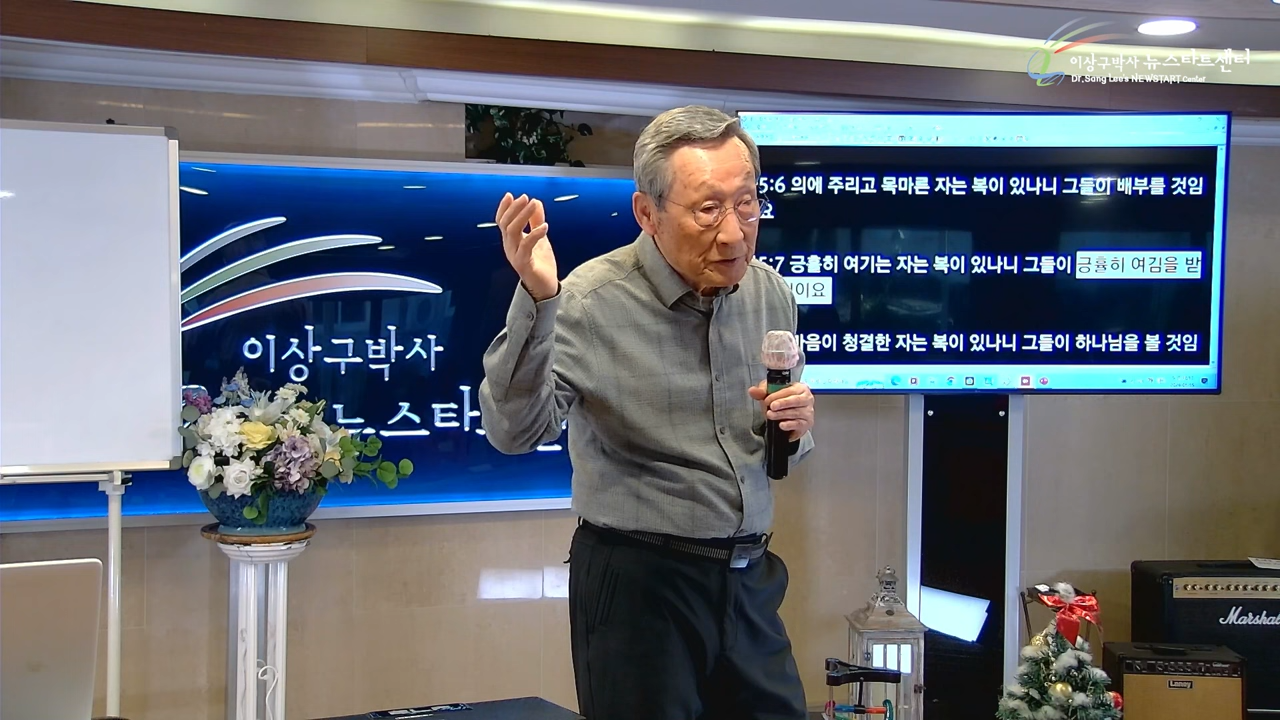 이상구박사 뉴스타트센터
Dr.Sang Lee's NEWSTART Center
5:6 의에 주리고 목마른 자는 복이 있나니 그들이 배부를 것임
요
5:7 긍휼히 여기는 자는 복이 있나니 그들이 긍휼히 여김을 받
이요
마음이 청결한 자는 복이 있나니 그들이 하나님을 볼 것임
이상구박사
뉴스타
Marshal
Laney